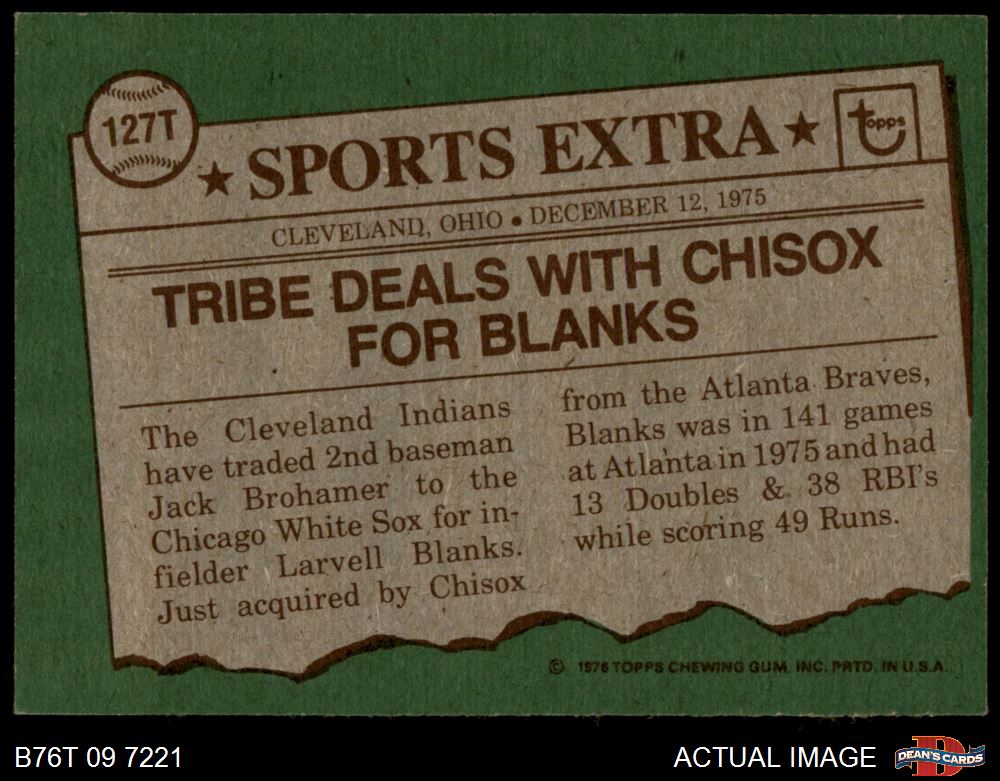 127T
★ SPORTS EXTRA ★
topps
CLEVELAND, OHIO • DECEMBER 12, 1975
TRIBE DEALS WITH CHISOX
FOR BLANKS
The Cleveland Indians
have traded 2nd baseman
Jack Brohamer to the
Chicago White Sox for in-
fielder Larvell Blanks.
Just acquired by Chisox
from the Atlanta Braves,
Blanks was in 141 games
at Atlanta in 1975 and had
13 Doubles & 38 RBI's
while scoring 49 Runs.
© 1976 TOPPS CHEWING GUM, INC. PRTD. IN U.S.A.
B76T 09 7221
ACTUAL IMAGE
D
DEAN'S CARDS